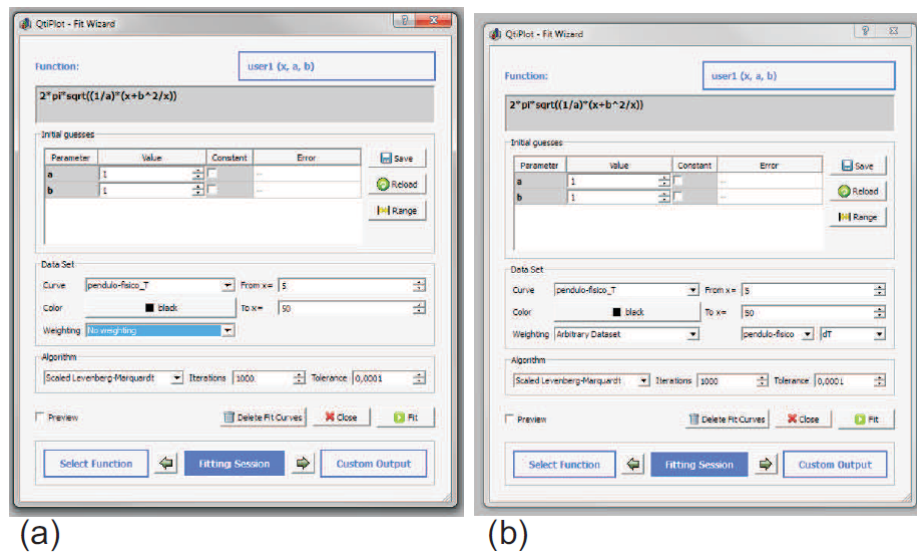 QtiPlot - Fit Wizard
Function:
user1 (x, a, b)
2*pi*sqrt((1/a)*(x+b^2/x))
Initial guesses
Parameter Value Constant Error
a 1 --
b 1 --
Save
Reload
Range
Data Set
Curve pendulo-fisico_T From x= 5
Color black To x= 50
Weighting No weighting
Algorithm
Scaled Levenberg-Marquardt Iterations 1000 Tolerance 0,0001
Preview Delete Fit Curves Close Fit
Select Function Fitting Session Custom Output
(a)
QtiPlot - Fit Wizard
Function:
user1 (x, a, b)
2*pi*sqrt((1/a)*(x+b^2/x))
Initial guesses
Parameter Value Constant Error
a 1 --
b 1 --
Save
Reload
Range
Data Set
Curve pendulo-fisico_T From x= 5
Color black To x= 50
Weighting Arbitrary Dataset pendulo-fisico dT
Algorithm
Scaled Levenberg-Marquardt Iterations 1000 Tolerance 0,0001
Preview Delete Fit Curves Close Fit
Select Function Fitting Session Custom Output
(b)